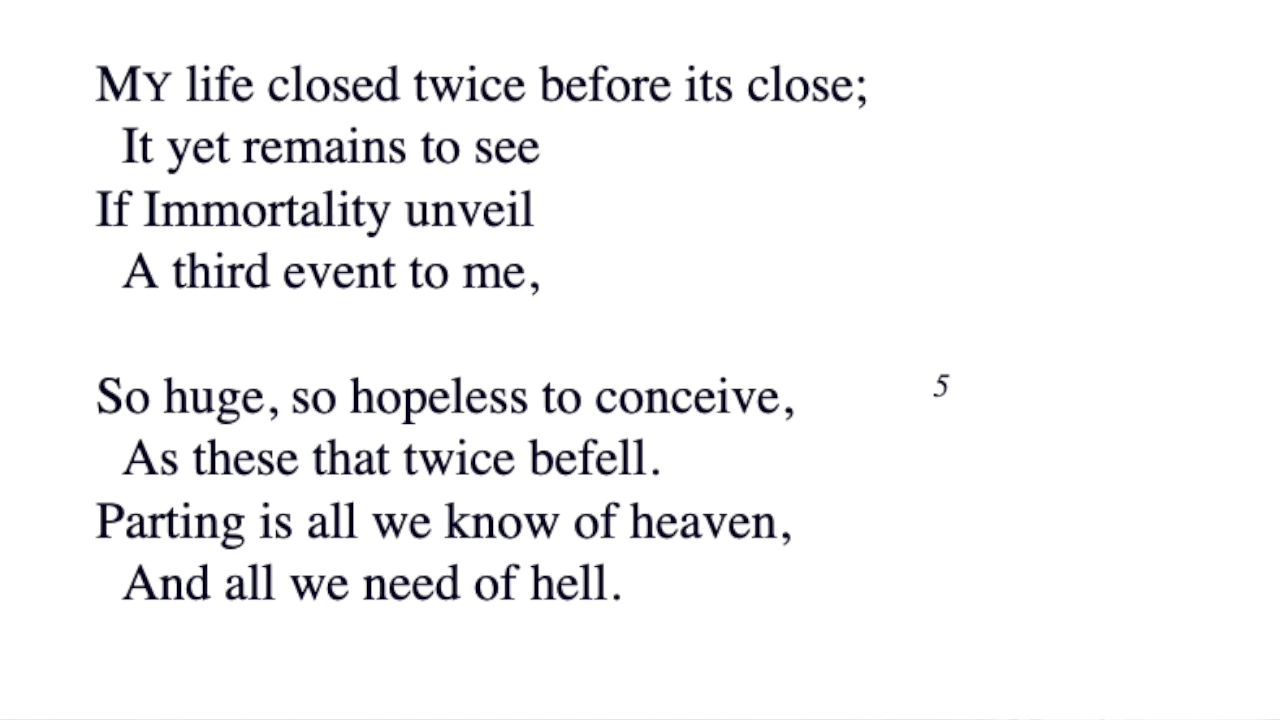 MY life closed twice before its close;
It yet remains to see
If Immortality unveil
A third event to me,
So huge, so hopeless to conceive, 5
As these that twice befell.
Parting is all we know of heaven,
And all we need of hell.